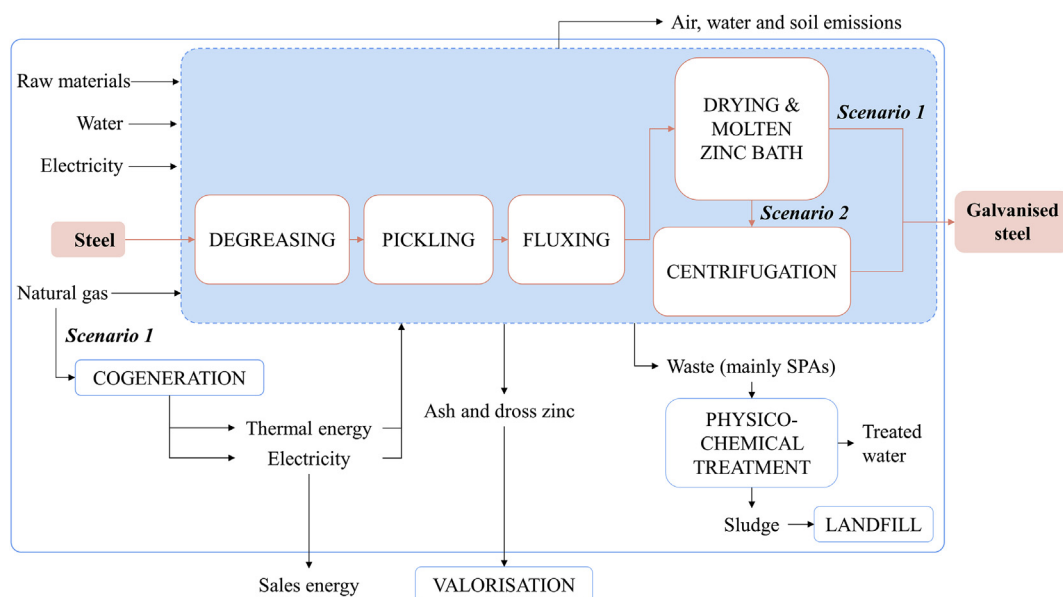 Air, water and soil emissions
Raw materials
Water
Electricity
Steel
Natural gas
DEGREASING
PICKLING
FLUXING
DRYING &
MOLTEN
ZINC BATH
Scenario 1
Scenario 2
CENTRIFUGATION
Galvanised
steel
Scenario 1
COGENERATION
Thermal energy
Electricity
Sales energy
Ash and dross zinc
VALORISATION
Waste (mainly SPAs)
PHYSICO-
CHEMICAL
TREATMENT
Treated
water
Sludge
LANDFILL